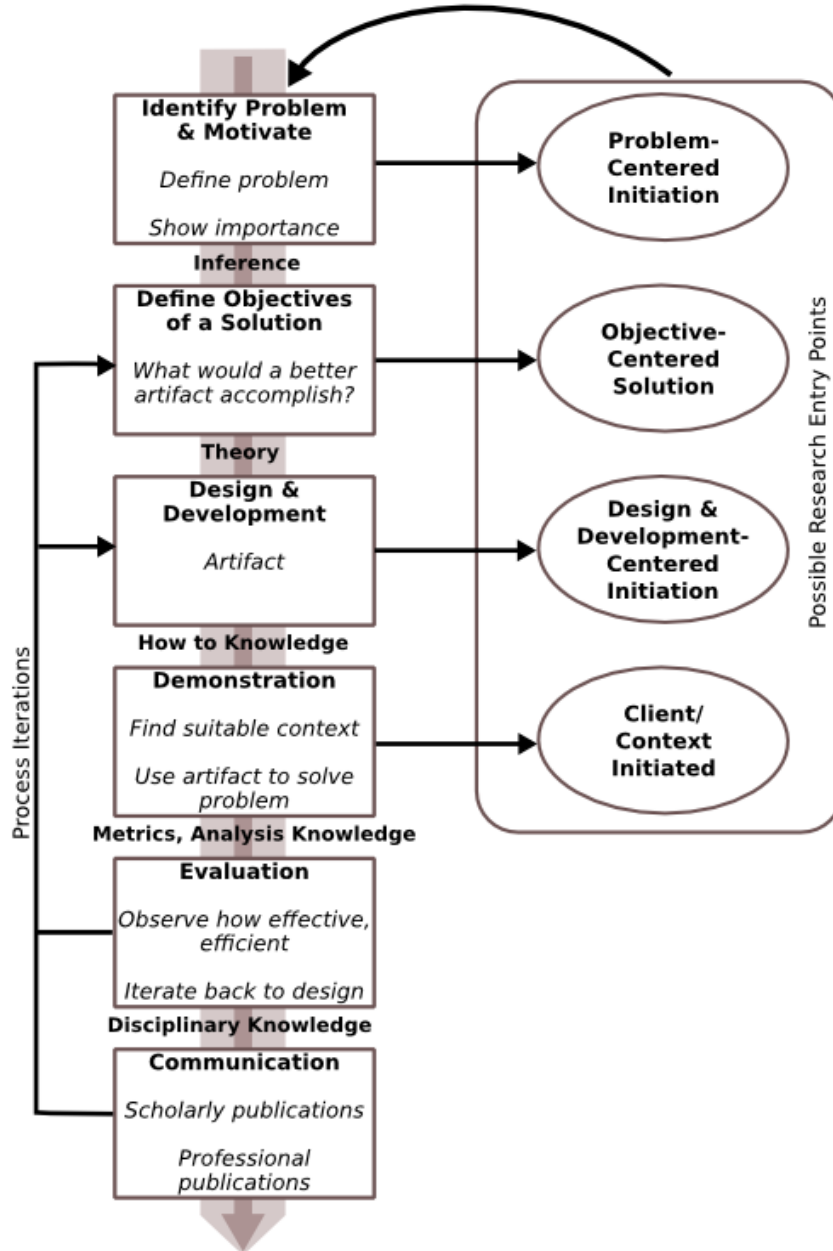 Identify Problem
& Motivate
Define problem
Show importance
Inference
Define Objectives
of a Solution
What would a better
artifact accomplish?
Theory
Design &
Development
Artifact
How to Knowledge
Demonstration
Find suitable context
Use artifact to solve
problem
Metrics, Analysis Knowledge
Evaluation
Observe how effective,
efficient
Iterate back to design
Disciplinary Knowledge
Communication
Scholarly publications
Professional
publications
Process Iterations
Problem-
Centered
Initiation
Objective-
Centered
Solution
Design &
Development-
Centered
Initiation
Client/
Context
Initiated
Possible Research Entry Points